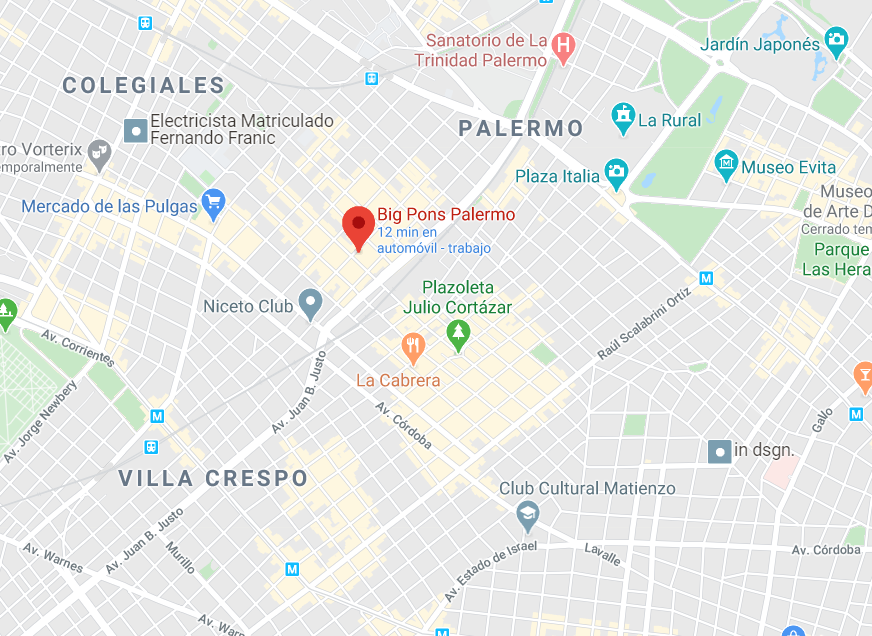 Sanatorio de La
Trinidad Palermo
H
Jardín Japonés
COLEGIALES
Electricista Matriculado
Fernando Franic
PALERMO
La Rural
ro Vorterix
emporalmente
Plaza Italia
Museo Evita
Mercado de las Pulgas
Big Pons Palermo
12 min en
automóvil - trabajo
Museo
de Arte D
Cerrado tem
Parque
Las Hera
Plazoleta
Julio Cortázar
Niceto Club
M
Raúl Scalabrini Ortiz
Av. Corrientes
La Cabrera
Av. Juan B. Justo
Av. Jorge Newbery
M
Av. Córdoba
Galo
M
in dsgn.
VILLA CRESPO
Club Cultural Matienzo
Av. Juan B. Justo
Murillo
Av. Warnes
M
Av. Estado de Israel
Lavalle
Av. Córdoba
Av. Warn
M